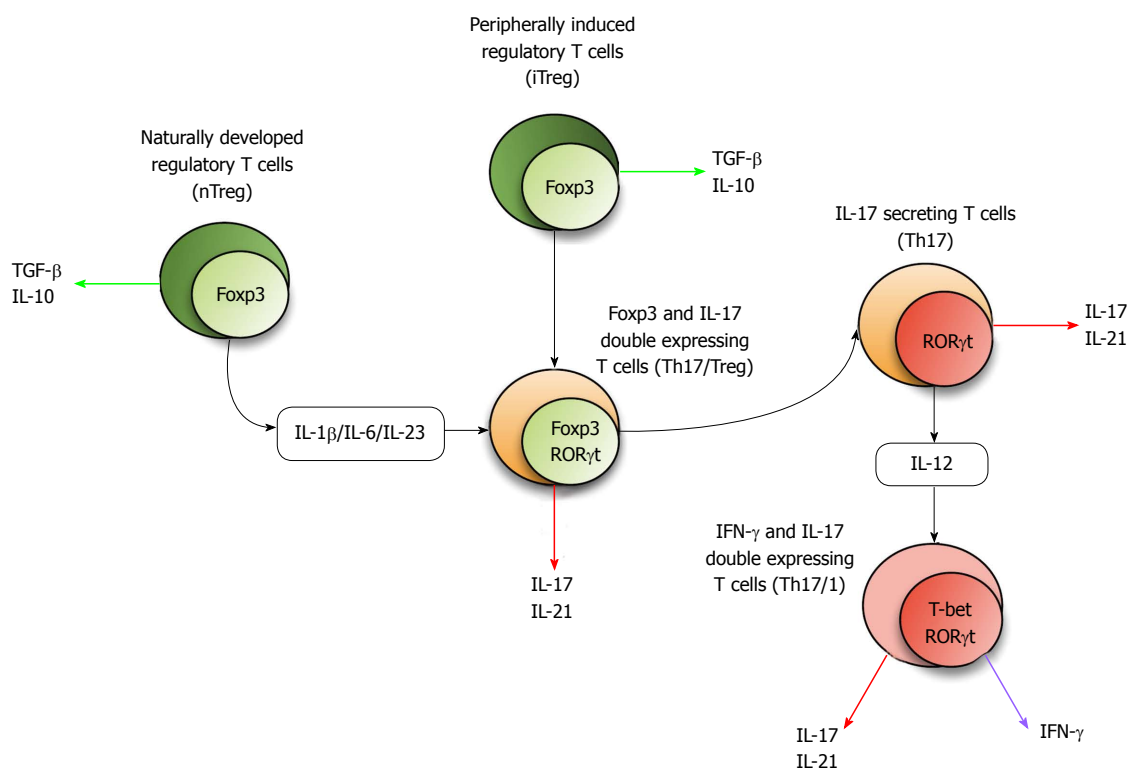 Peripherally induced
regulatory T cells
(iTreg)
Foxp3
TGF-β
IL-10
Naturally developed
regulatory T cells
(nTreg)
Foxp3
TGF-β
IL-10
IL-17 secreting T cells
(Th17)
RORγt
IL-17
IL-21
Foxp3 and IL-17
double expressing
T cells (Th17/Treg)
Foxp3
RORγt
IL-1β/IL-6/IL-23
IL-17
IL-21
IL-12
IFN-γ and IL-17
double expressing
T cells (Th17/1)
T-bet
RORγt
IL-17
IL-21
IFN-γ